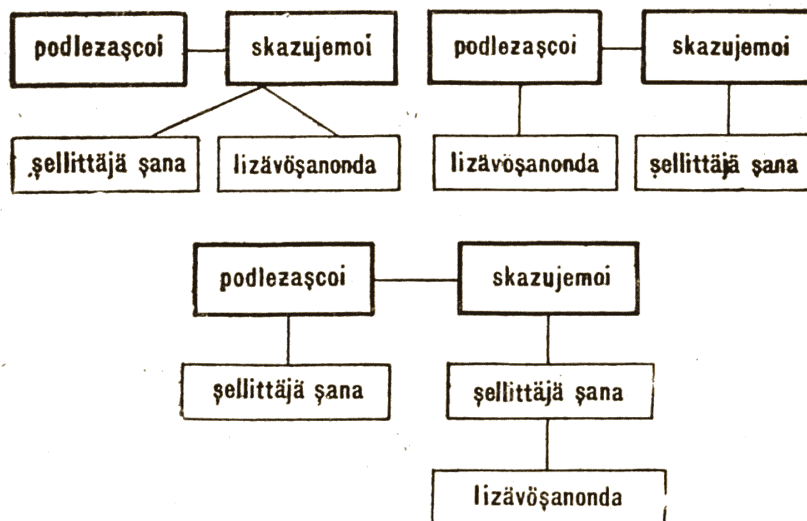 podlezaşcoi skazujemoi podlezaşcoi skazujemoi
şellittäjä şana lizävöşanonda lizävöşanonda şellittäjä şana
podlezaşcoi skazujemoi
şellittäjä şana şellittäjä şana
lizävöşanonda